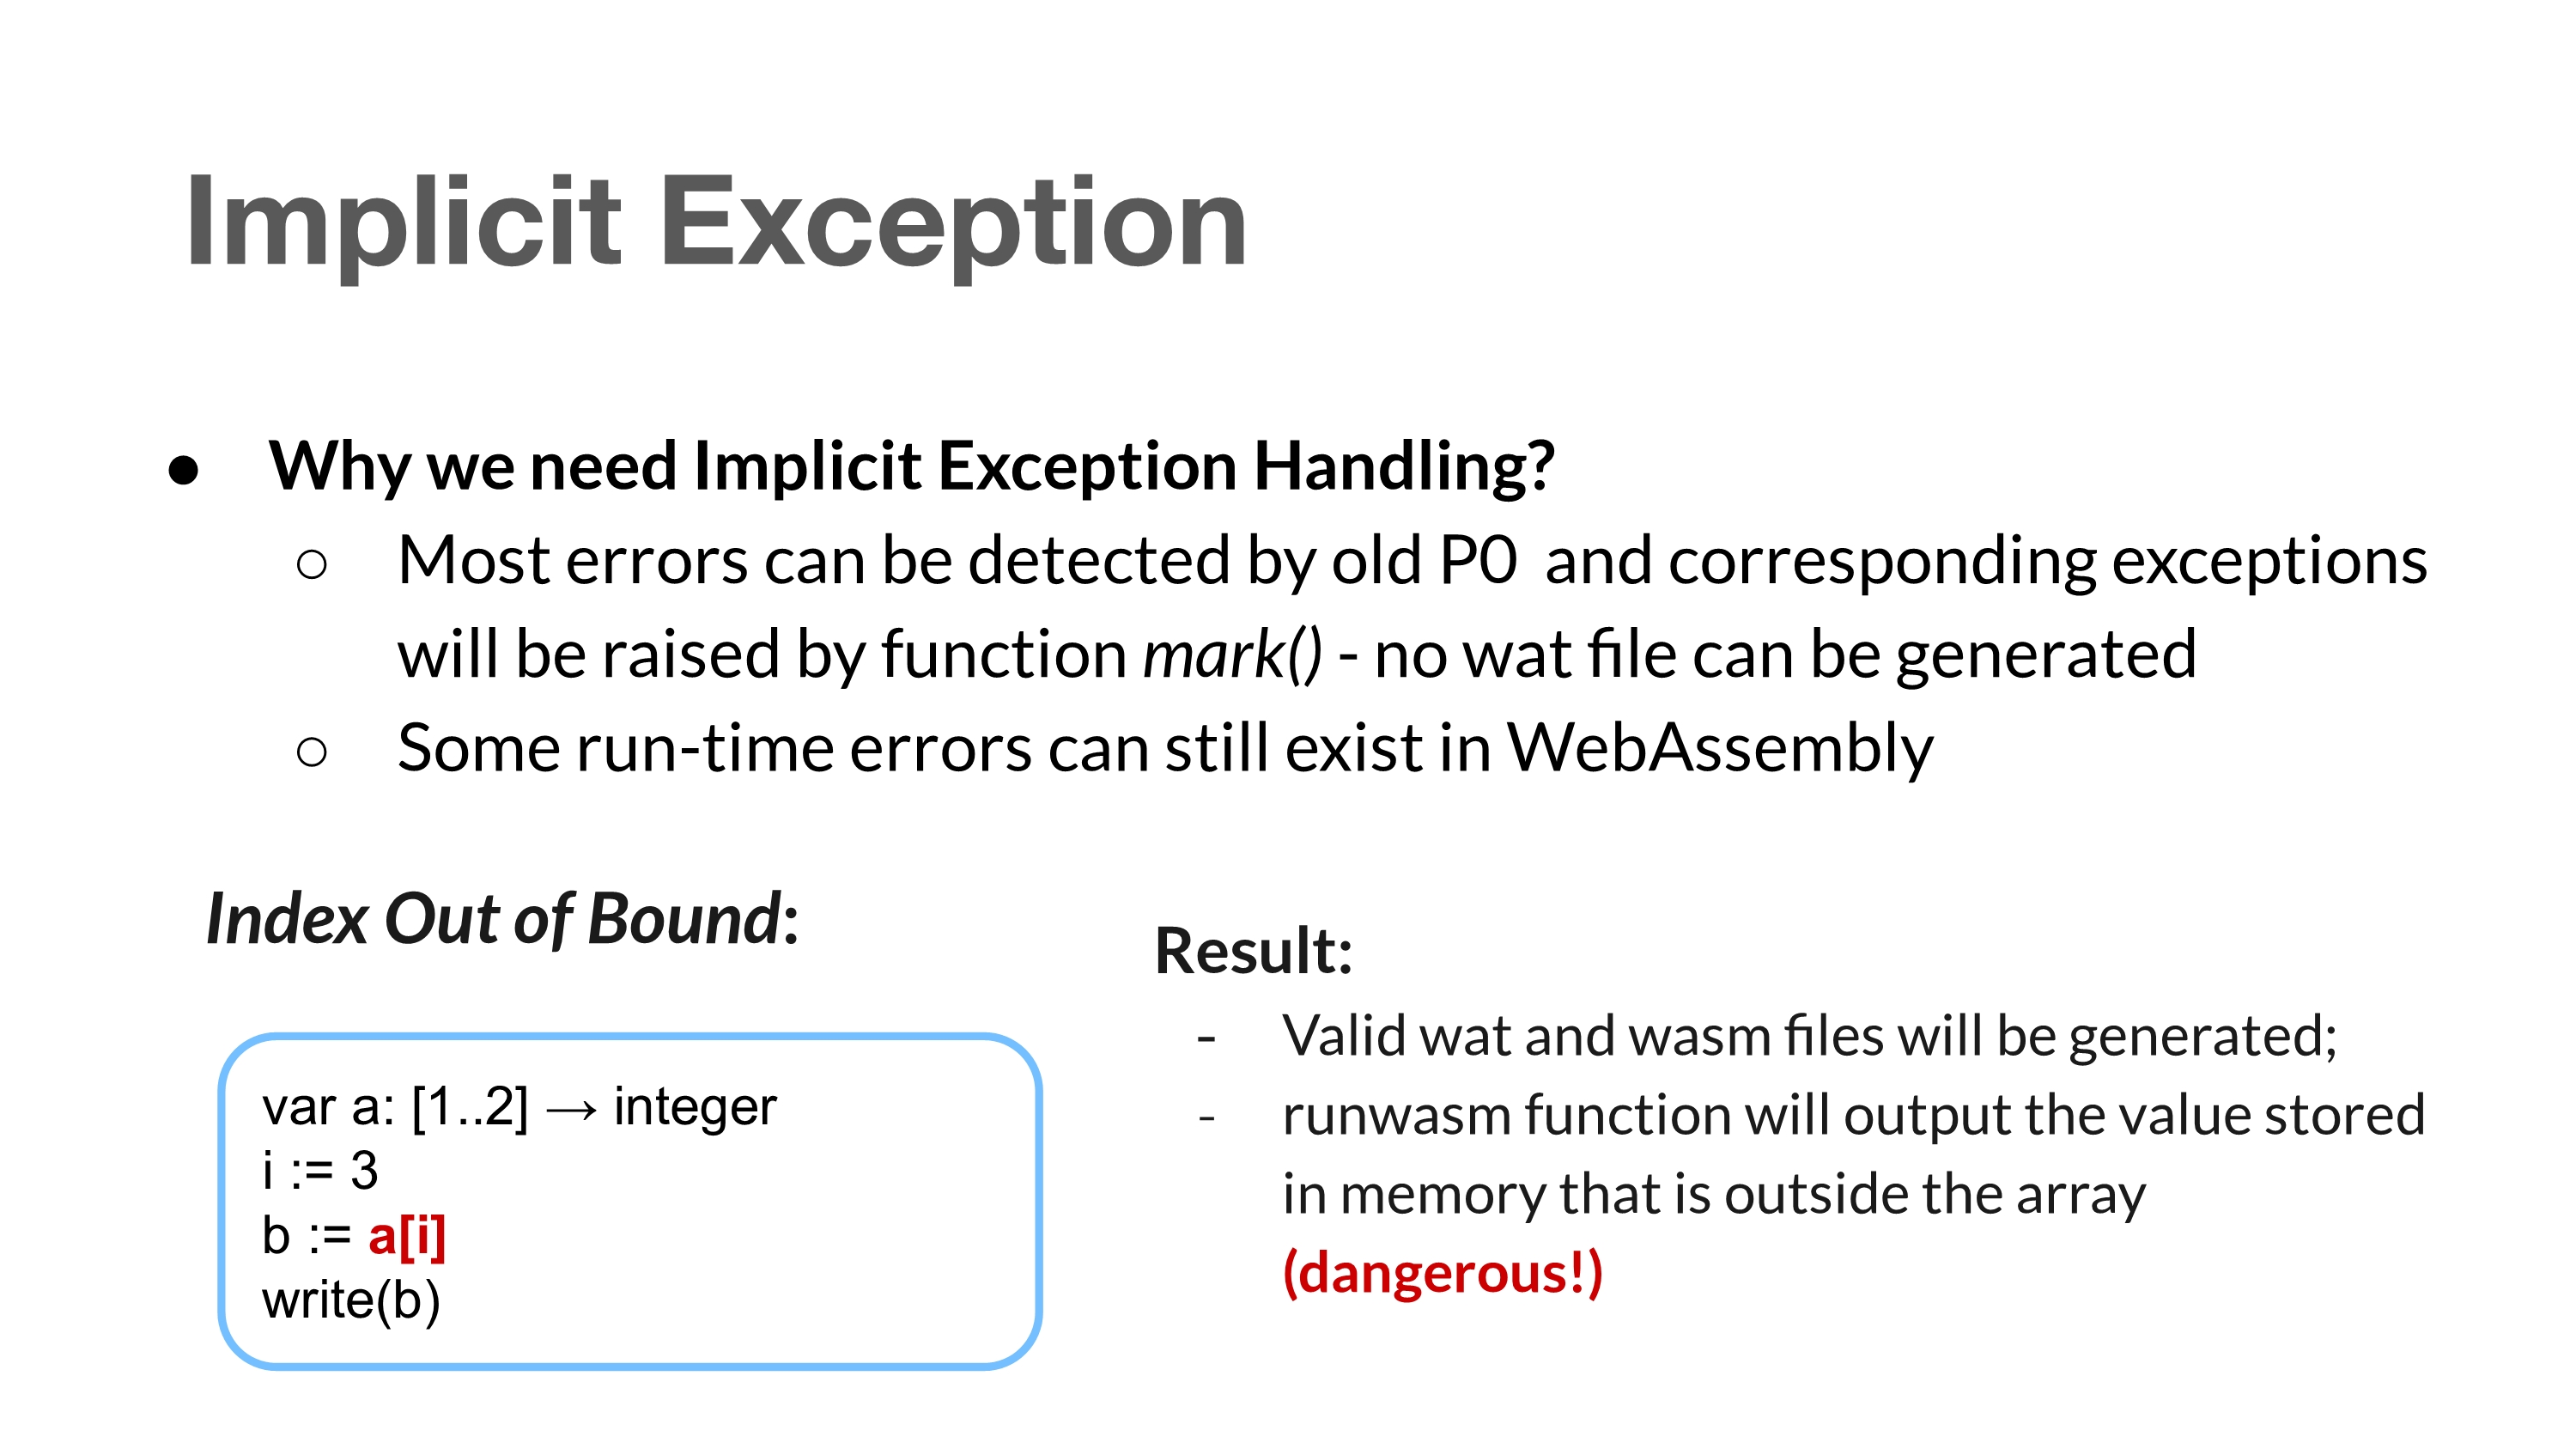 Implicit Exception
● Why we need Implicit Exception Handling?
○ Most errors can be detected by old P0 and corresponding exceptions
will be raised by function mark() - no wat file can be generated
○ Some run-time errors can still exist in WebAssembly
Index Out of Bound:
var a: [1..2] → integer
i := 3
b := a[i]
write(b)
Result:
- Valid wat and wasm files will be generated;
- runwasm function will output the value stored
in memory that is outside the array
(dangerous!)